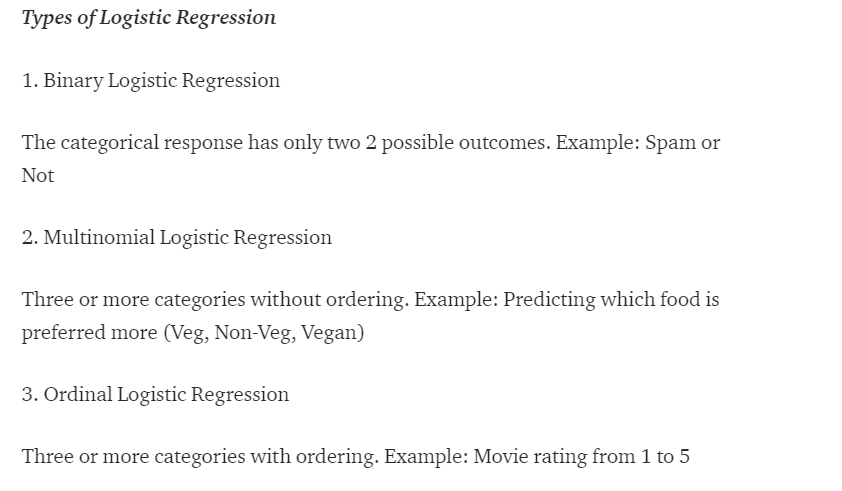 Types of Logistic Regression
1. Binary Logistic Regression
The categorical response has only two 2 possible outcomes. Example: Spam or
Not
2. Multinomial Logistic Regression
Three or more categories without ordering. Example: Predicting which food is
preferred more (Veg, Non-Veg, Vegan)
3. Ordinal Logistic Regression
Three or more categories with ordering. Example: Movie rating from 1 to 5